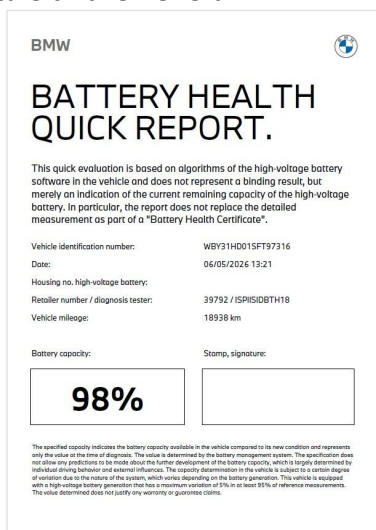 BMW
BATTERY HEALTH
QUICK REPORT.
This quick evaluation is based on algorithms of the high-voltage battery
software in the vehicle and does not represent a binding result, but
merely an indication of the current remaining capacity of the high-voltage
battery. In particular, the report does not replace the detailed
measurement as part of a "Battery Health Certificate".
Vehicle identification number: WBY31HD01SFT97316
Date: 06/05/2026 13:21
Housing no. high-voltage battery:
Retailer number / diagnosis tester: 39792 / ISPIISIDBTH18
Vehicle mileage: 18938 km
Battery capacity: Stamp, signature:
98%
The specified capacity indicates the battery capacity available in the vehicle compared to its new condition and represents
only the value at the time of diagnosis. The value is determined by the battery management system. The specification does
not allow any predictions to be made about the further development of the battery capacity, which is largely determined by
individual driving behavior and external influences. The capacity determination in the vehicle is subject to a certain degree
of variation due to the nature of the system, which varies depending on the battery generation. This vehicle is equipped
with a high-voltage battery generation that has a maximum variation of 5% in at least 95% of reference measurements.
The value determined does not justify any warranty or guarantee claims.